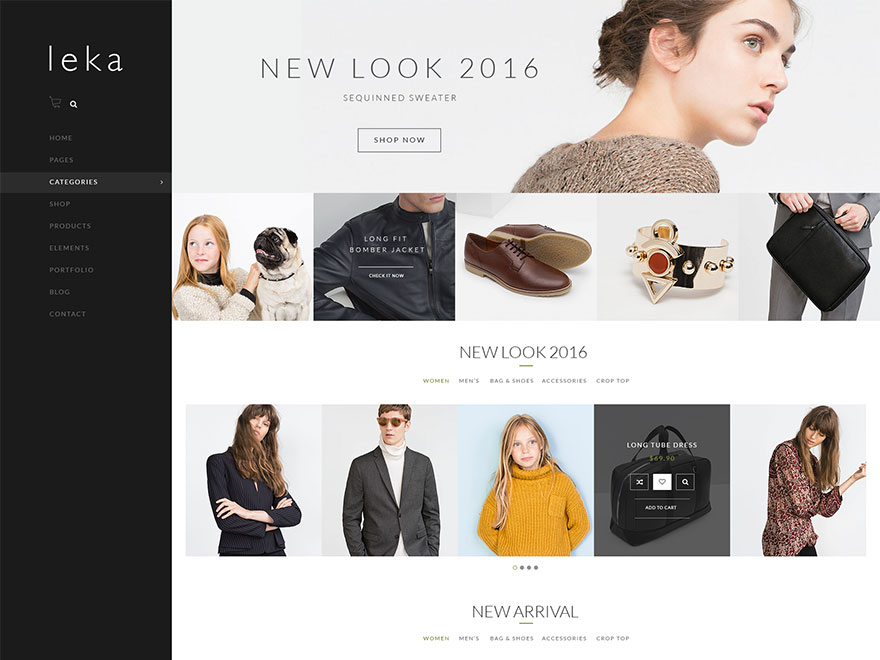 leka
HOME
PAGES
CATEGORIES
SHOP
PRODUCTS
ELEMENTS
PORTFOLIO
BLOG
CONTACT
NEW LOOK 2016
SEQUINNED SWEATER
SHOP NOW
LONG FIT
BOMBER JACKET
CHECK IT NOW
NEW LOOK 2016
WOMEN MEN'S BAG & SHOES ACCESSORIES CROP TOP
LONG TUBE DRESS
$69.90
ADD TO CART
NEW ARRIVAL
WOMEN MEN'S BAG & SHOES ACCESSORIES CROP TOP